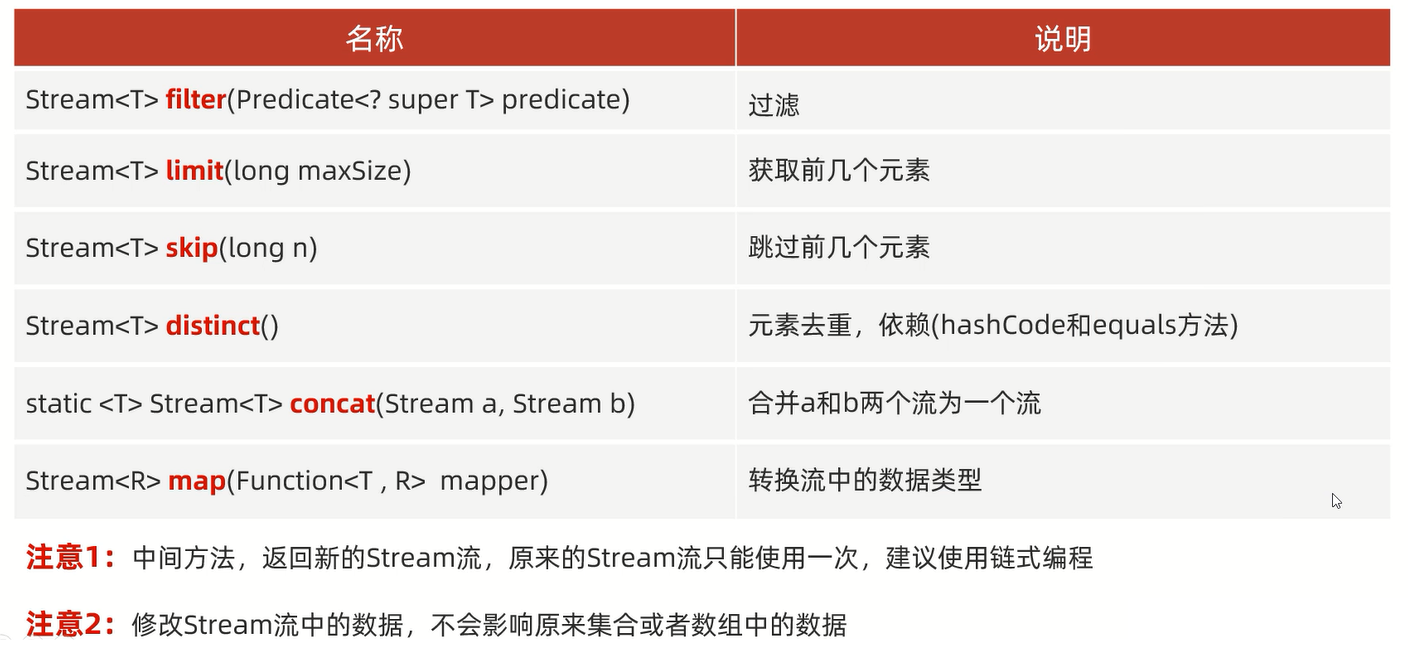 名称 说明
Stream<T> filter(Predicate<? super T> predicate) 过滤
Stream<T> limit(long maxSize) 获取前几个元素
Stream<T> skip(long n) 跳过前几个元素
Stream<T> distinct() 元素去重，依赖(hashCode和equals方法)
static <T> Stream<T> concat(Stream a, Stream b) 合并a和b两个流为一个流
Stream<R> map(Function<T , R>  mapper) 转换流中的数据类型
注意1：中间方法，返回新的Stream流，原来的Stream流只能使用一次，建议使用链式编程
注意2：修改Stream流中的数据，不会影响原来集合或者数组中的数据